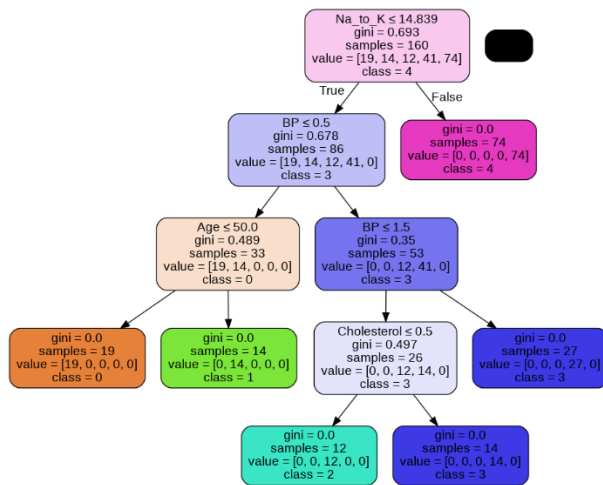 Na_to_K ≤ 14.839
gini = 0.693
samples = 160
value = [19, 14, 12, 41, 74]
class = 4
True
False
BP ≤ 0.5
gini = 0.678
samples = 86
value = [19, 14, 12, 41, 0]
class = 3
gini = 0.0
samples = 74
value = [0, 0, 0, 0, 74]
class = 4
Age ≤ 50.0
gini = 0.489
samples = 33
value = [19, 14, 0, 0, 0]
class = 0
BP ≤ 1.5
gini = 0.35
samples = 53
value = [0, 0, 12, 41, 0]
class = 3
gini = 0.0
samples = 19
value = [19, 0, 0, 0, 0]
class = 0
gini = 0.0
samples = 14
value = [0, 14, 0, 0, 0]
class = 1
Cholesterol ≤ 0.5
gini = 0.497
samples = 26
value = [0, 0, 12, 14, 0]
class = 3
gini = 0.0
samples = 27
value = [0, 0, 0, 27, 0]
class = 3
gini = 0.0
samples = 12
value = [0, 0, 12, 0, 0]
class = 2
gini = 0.0
samples = 14
value = [0, 0, 0, 14, 0]
class = 3